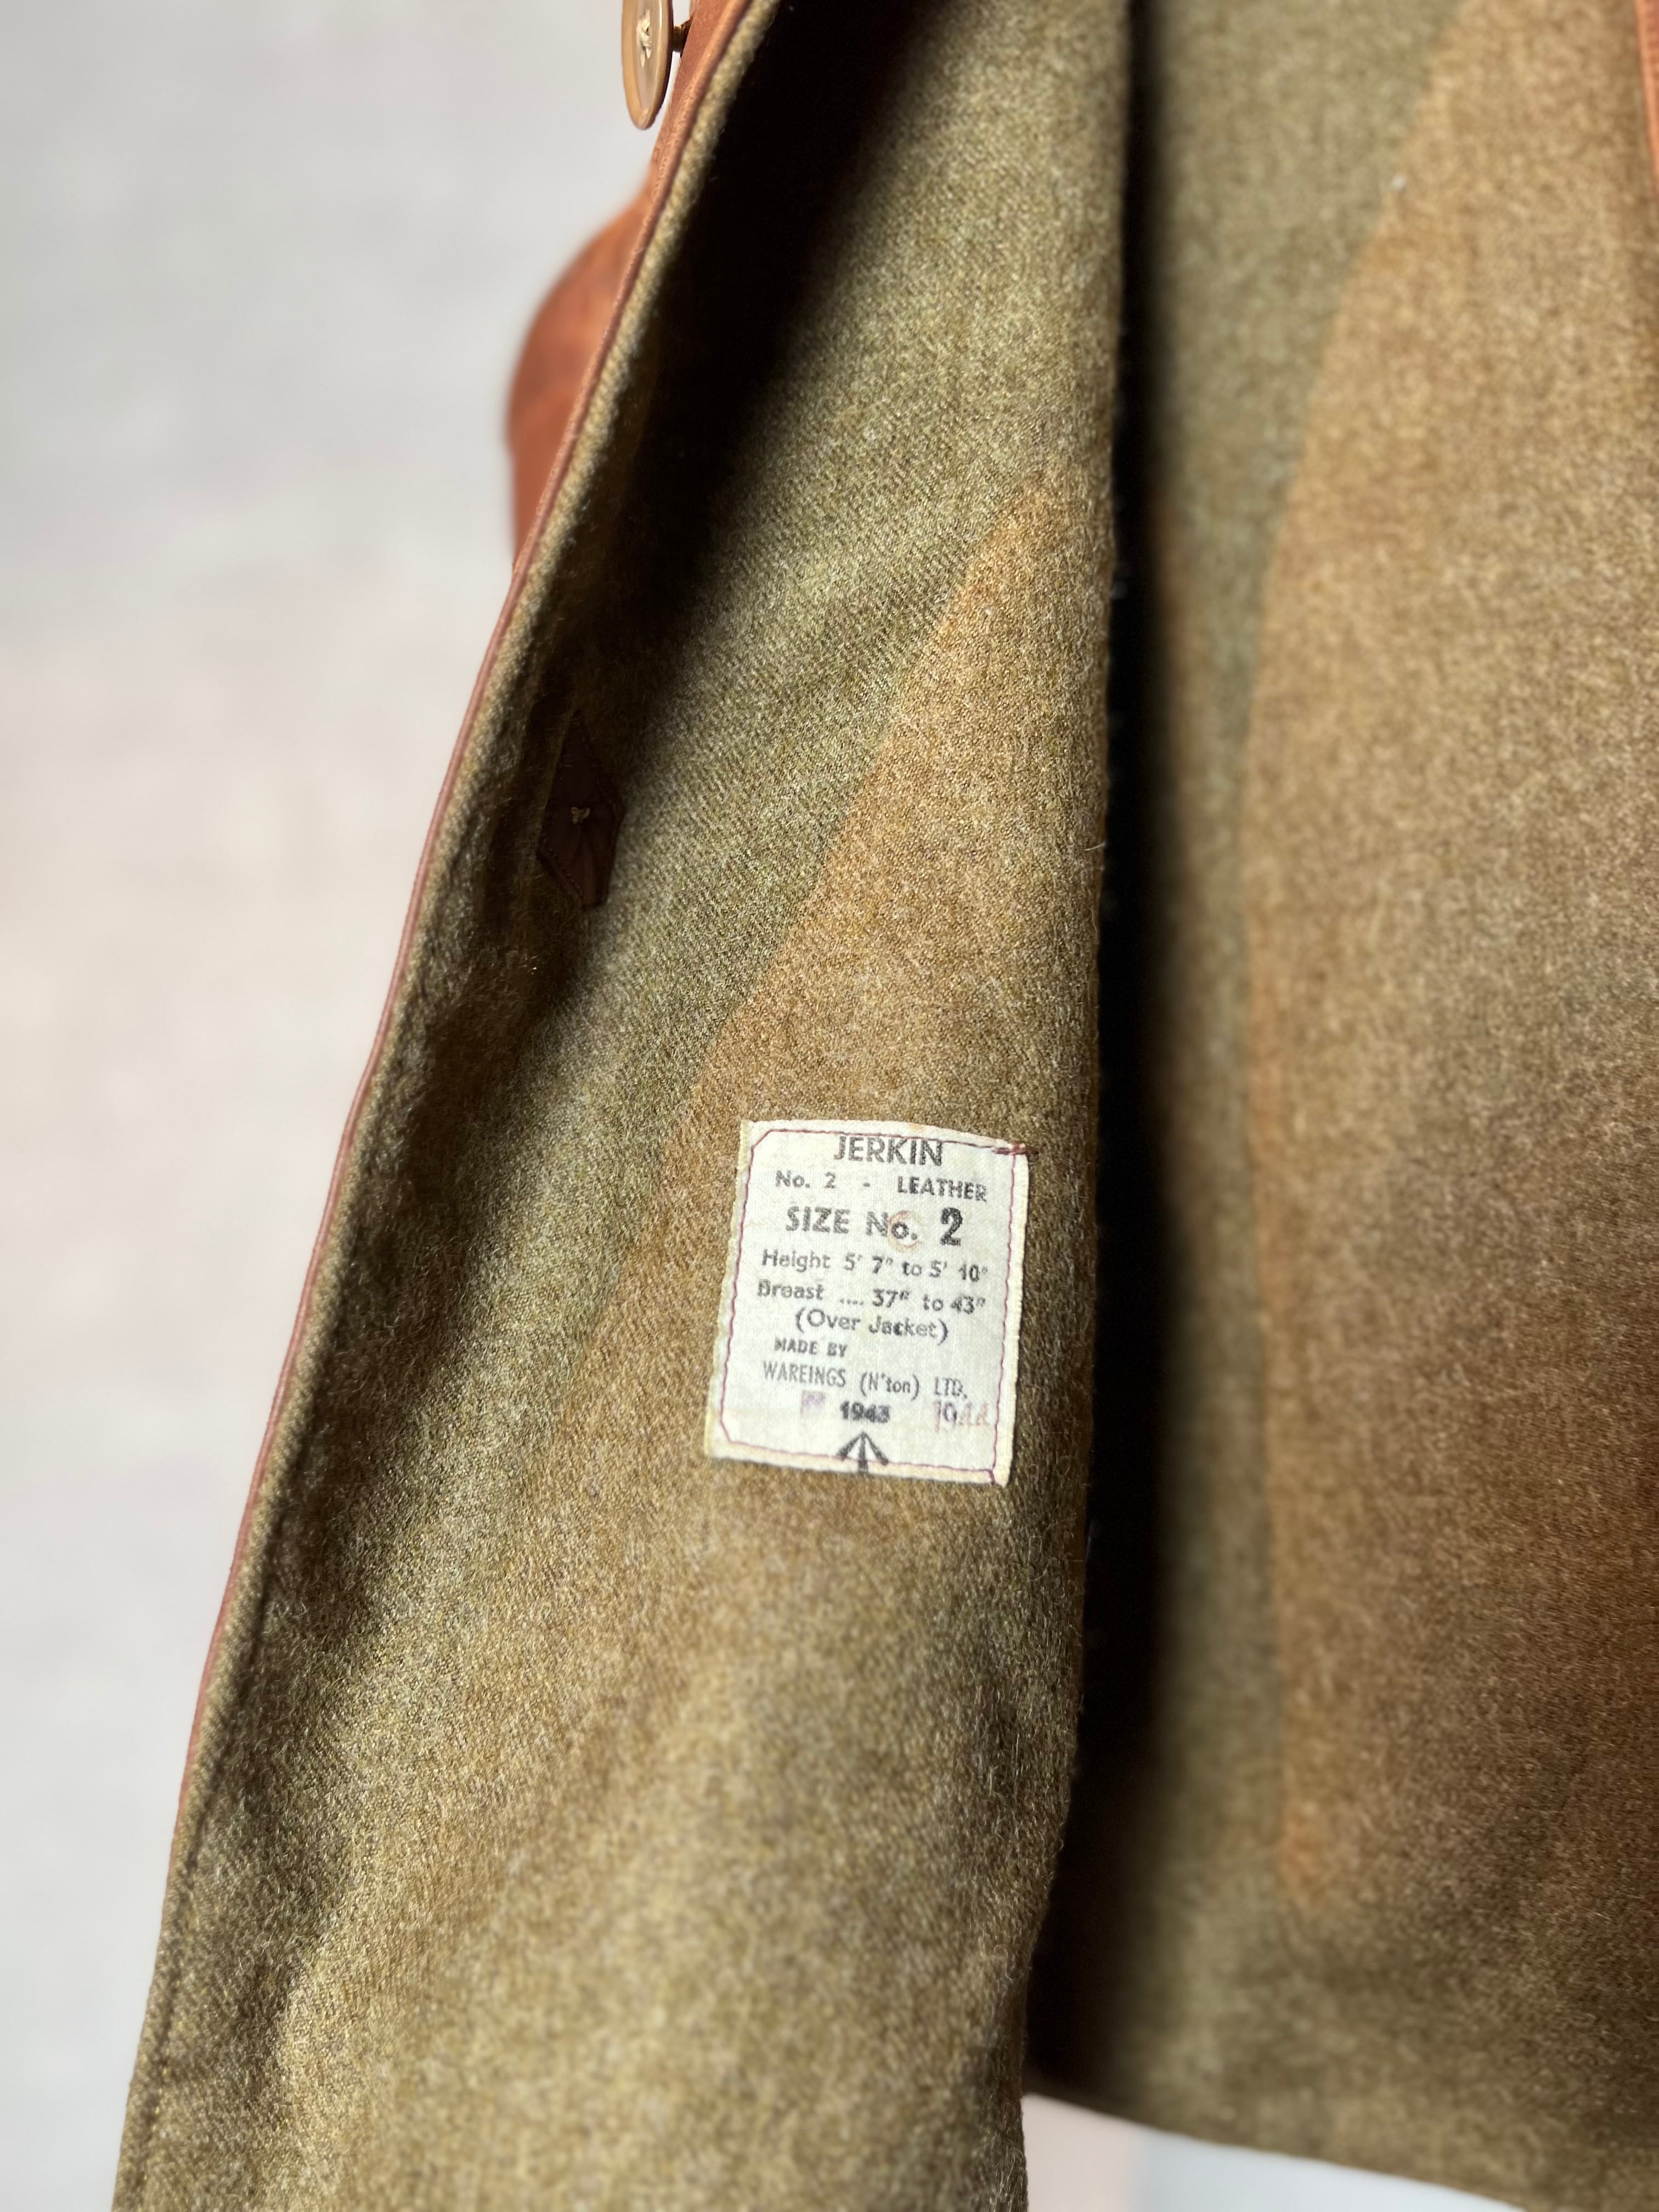 JERKIN
No. 2 - LEATHER
SIZE No. 2
Height 5' 7" to 5' 10"
Breast .... 37" to 43"
(Over Jacket)
MADE BY
WAREINGS (N'ton) LTD.
1943 1944